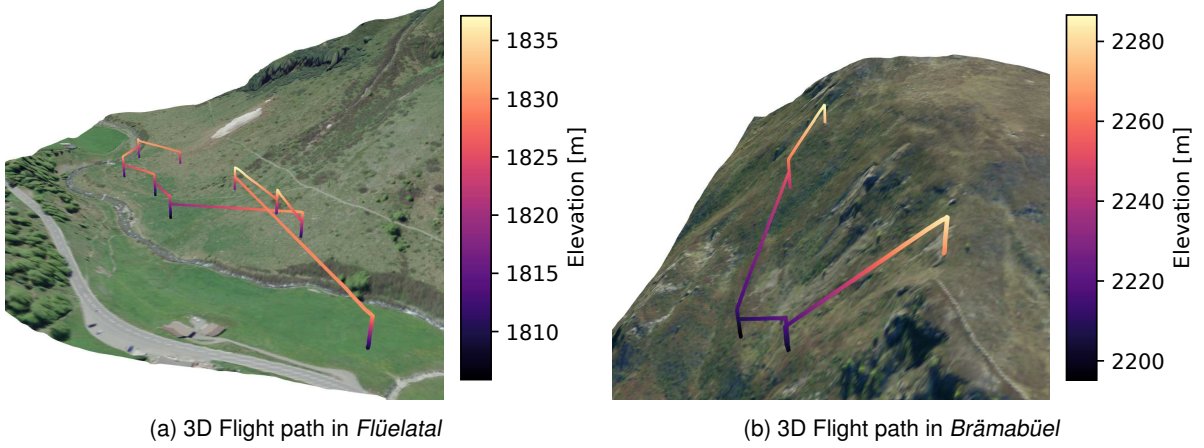 1835
1830
1825
1820
1815
1810
Elevation [m]
(a) 3D Flight path in Flüelatal
2280
2260
2240
2220
2200
Elevation [m]
(b) 3D Flight path in Brämabüel